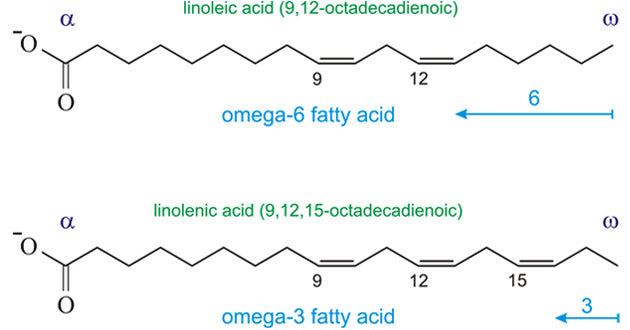 linoleic acid (9,12-octadecadienoic)
α ω
⁻O
O
9 12
omega-6 fatty acid 6
linolenic acid (9,12,15-octadecadienoic)
α ω
⁻O
O
9 12 15
omega-3 fatty acid 3